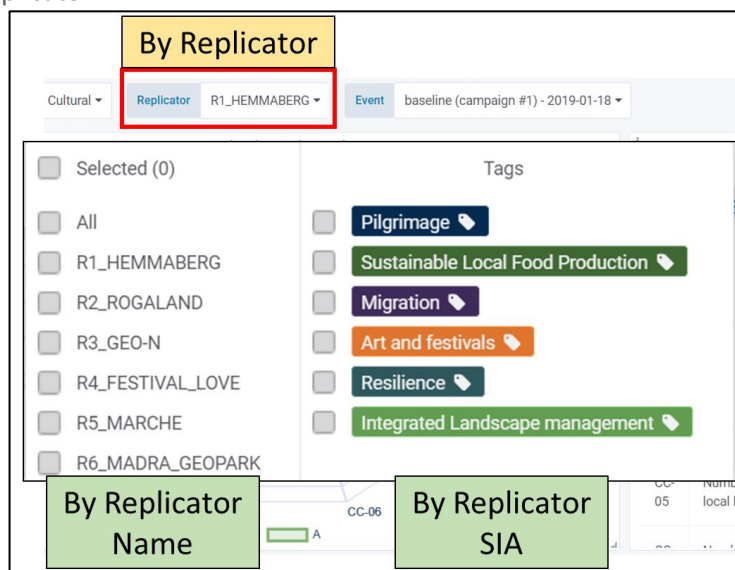 By Replicator
Cultural Replicator R1_HEMMABERG Event baseline (campaign #1) - 2019-01-18
Selected (0) Tags
All Pilgrimage
R1_HEMMABERG Sustainable Local Food Production
R2_ROGALAND Migration
R3_GEO-N Art and festivals
R4_FESTIVAL_LOVE Resilience
R5_MARCHE Integrated Landscape management
R6_MADRA_GEOPARK
By Replicator
Name
By Replicator
SIA
CC-06
A
05 local